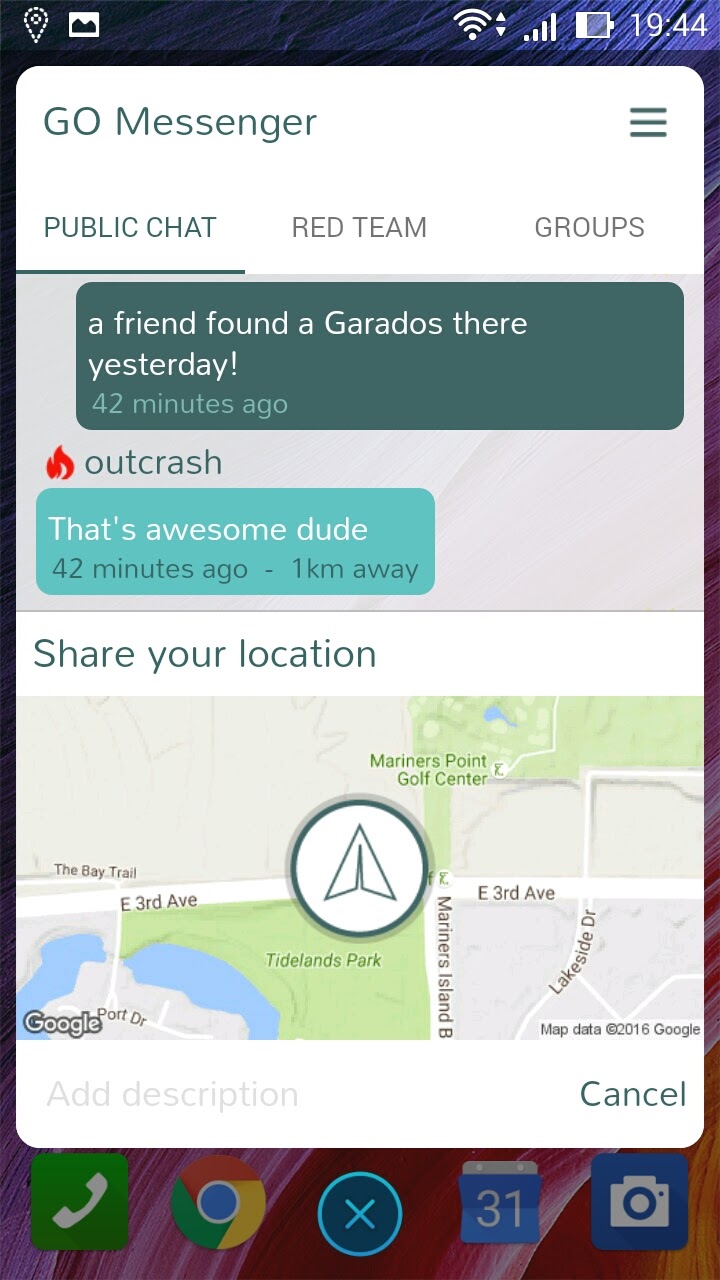 19:44
GO Messenger
PUBLIC CHAT
RED TEAM
GROUPS
a friend found a Garados there
yesterday!
42 minutes ago
outcrash
That's awesome dude
42 minutes ago - 1km away
Share your location
Mariners Point
Golf Center
The Bay Trail
E 3rd Ave
E 3rd Ave
Mariners Island B
Lakeside Dr
Tidelands Park
Port Dr
Google
Map data ©2016 Google
Add description
Cancel
31